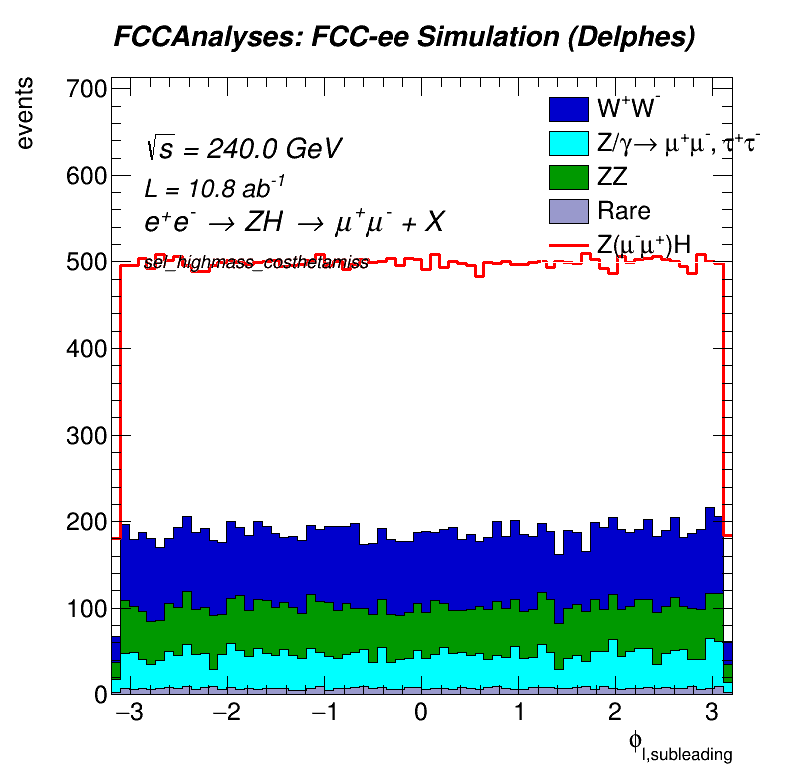 FCCAnalyses: FCC-ee Simulation (Delphes)
events
700
600
500
400
300
200
100
0
√s = 240.0 GeV
L = 10.8 ab⁻¹
e⁺e⁻ → ZH → μ⁺μ⁻ + X
sel_highmass_costhetamiss
W⁺W⁻
Z/γ→ μ⁺μ⁻, τ⁺τ⁻
ZZ
Rare
Z(μ⁻μ⁺)H
−3 −2 −1 0 1 2 3
ϕl,subleading